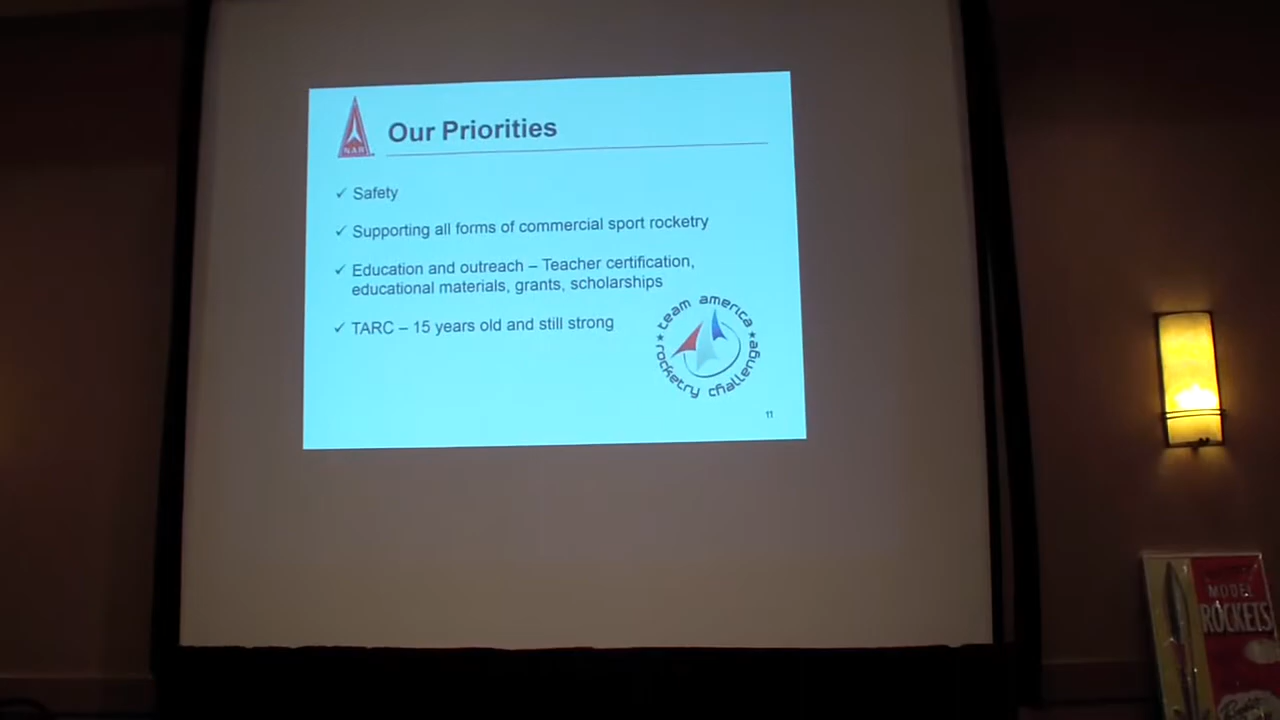 NAR
Our Priorities
✓ Safety
✓ Supporting all forms of commercial sport rocketry
✓ Education and outreach – Teacher certification,
educational materials, grants, scholarships
✓ TARC – 15 years old and still strong
team america
rocketry challenge
11
MODEL
ROCKETS